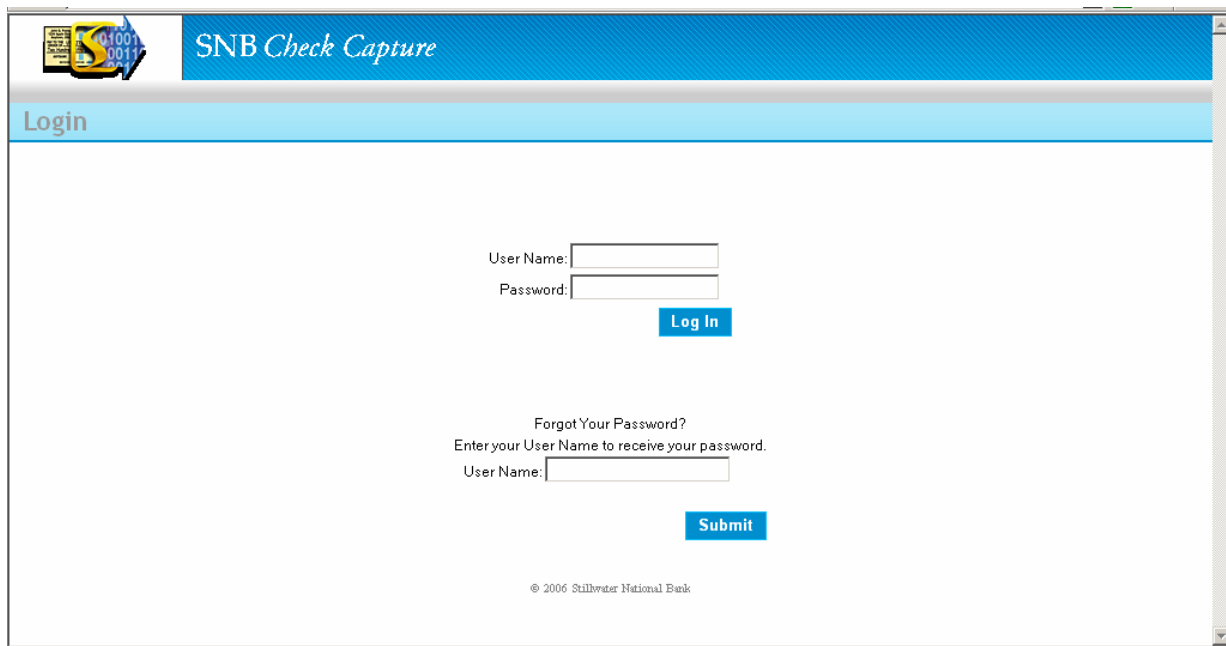 SNB Check Capture
Login
User Name:
Password:
Log In
Forgot Your Password?
Enter your User Name to receive your password.
User Name:
Submit
© 2006 Stillwater National Bank